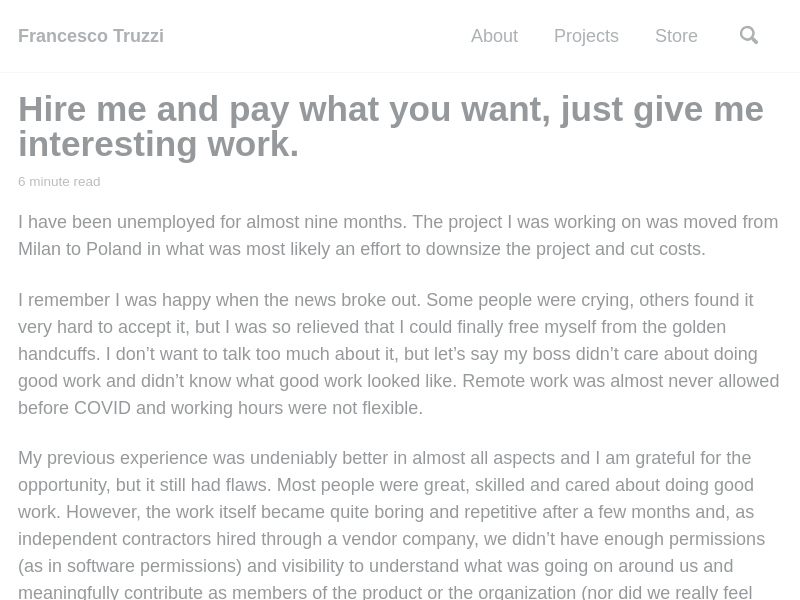 Francesco Truzzi
About
Projects
Store
Hire me and pay what you want, just give me
interesting work.
6 minute read
I have been unemployed for almost nine months. The project I was working on was moved from
Milan to Poland in what was most likely an effort to downsize the project and cut costs.
I remember I was happy when the news broke out. Some people were crying, others found it
very hard to accept it, but I was so relieved that I could finally free myself from the golden
handcuffs. I don’t want to talk too much about it, but let’s say my boss didn’t care about doing
good work and didn’t know what good work looked like. Remote work was almost never allowed
before COVID and working hours were not flexible.
My previous experience was undeniably better in almost all aspects and I am grateful for the
opportunity, but it still had flaws. Most people were great, skilled and cared about doing good
work. However, the work itself became quite boring and repetitive after a few months and, as
independent contractors hired through a vendor company, we didn’t have enough permissions
(as in software permissions) and visibility to understand what was going on around us and
meaningfully contribute as members of the product or the organization (nor did we really feel